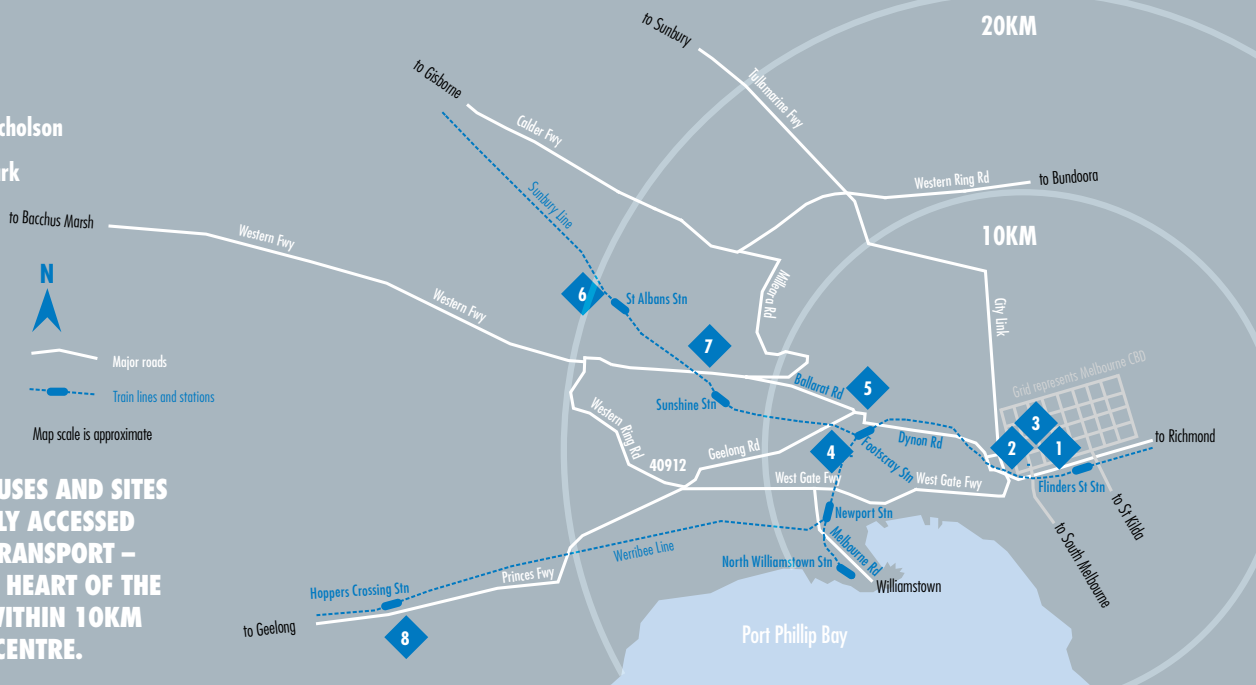 to Sunbury
20KM
to Gisborne
Tullamarine Fwy
Calder Fwy
cholson
rk
Western Ring Rd
to Bundoora
Sunbury Line
to Bacchus Marsh
Western Fwy
10KM
N
6
St Albans Stn
Milleara Rd
City Link
Western Fwy
7
Major roads
Grid represents Melbourne CBD
Ballarat Rd
5
Train lines and stations
Sunshine Stn
Western Ring Rd
3
Map scale is approximate
Dynon Rd
to Richmond
Geelong Rd
4
2
1
40912
Footscray Stn
West Gate Fwy
West Gate Fwy
Flinders St Stn
USES AND SITES
LY ACCESSED
RANSPORT –
HEART OF THE
WITHIN 10KM
CENTRE.
Newport Stn
to St Kilda
Werribee Line
Melbourne Rd
North Williamstown Stn
to South Melbourne
Princes Fwy
Williamstown
Hoppers Crossing Stn
to Geelong
8
Port Phillip Bay